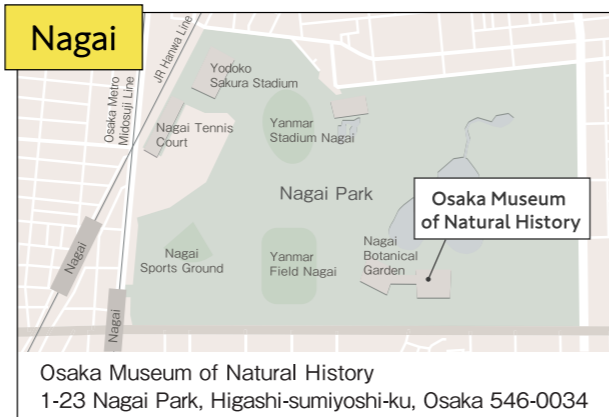 Nagai
JR Hanwa Line
Osaka Metro
Midosuji Line
Yodoko
Sakura Stadium
Nagai Tennis
Court
Yanmar
Stadium Nagai
Nagai Park
Osaka Museum
of Natural History
Nagai
Botanical
Garden
Nagai
Sports Ground
Yanmar
Field Nagai
Nagai
Nagai
Osaka Museum of Natural History
1-23 Nagai Park, Higashi-sumiyoshi-ku, Osaka 546-0034